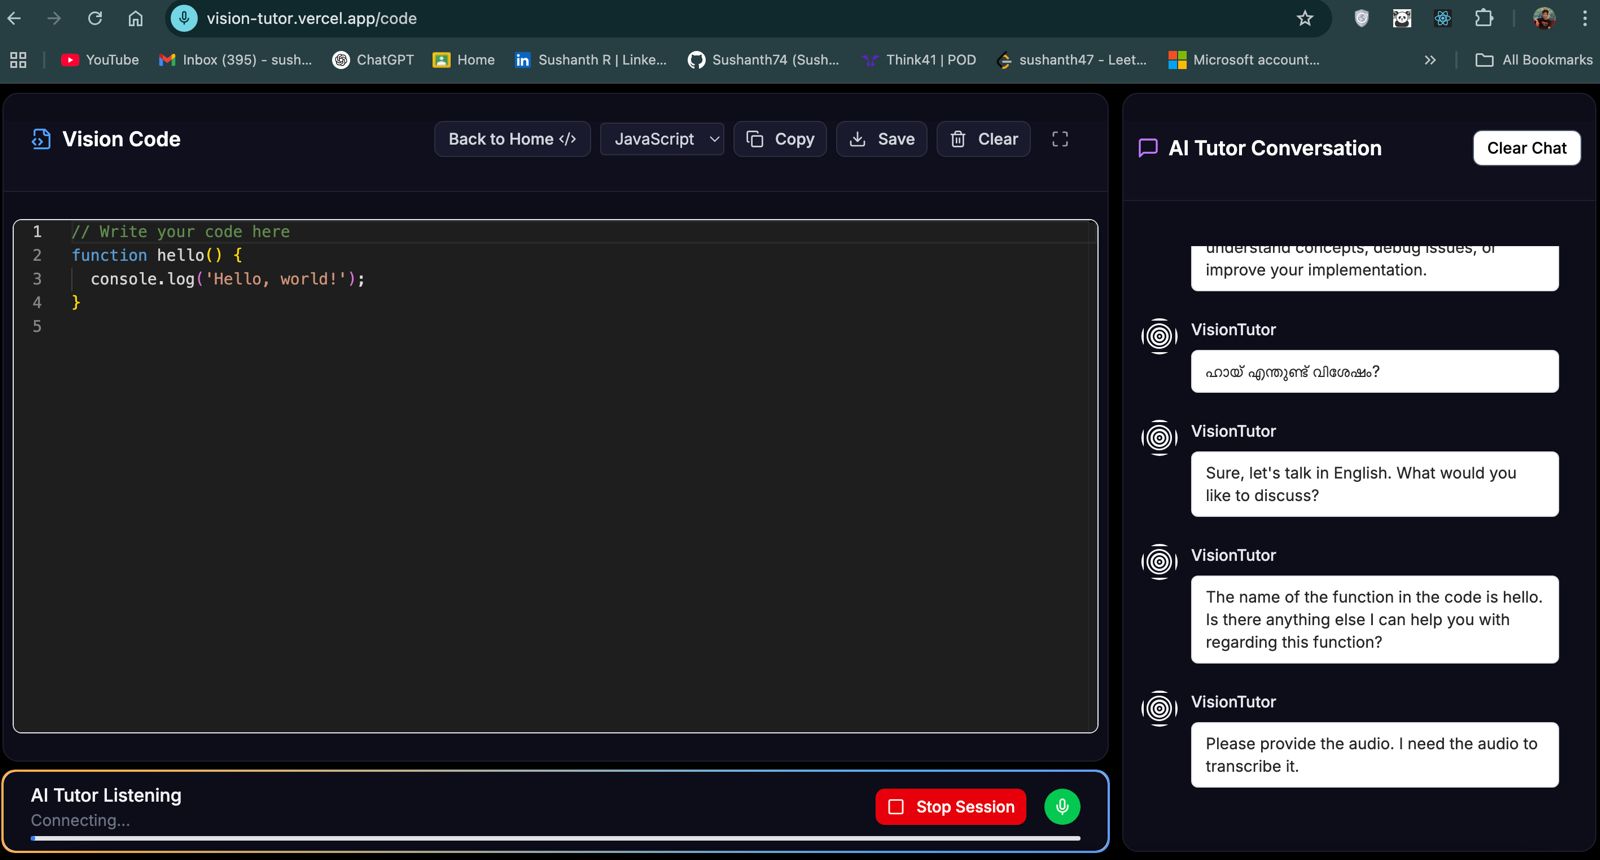 vision-tutor.vercel.app/code
YouTube
Inbox (395) - sush...
ChatGPT
Home
Sushanth R | Linke...
Sushanth74 (Sush...
Think41 | POD
sushanth47 - Leet...
Microsoft account...
All Bookmarks
Vision Code
Back to Home </>
JavaScript
Copy
Save
Clear
1 // Write your code here
2 function hello() {
3 console.log('Hello, world!');
4 }
5
AI Tutor Listening
Connecting...
Stop Session
AI Tutor Conversation
Clear Chat
understand concepts, debug issues, or
improve your implementation.
VisionTutor
ഹായ് എന്തുണ്ട് വിശേഷം?
VisionTutor
Sure, let's talk in English. What would you
like to discuss?
VisionTutor
The name of the function in the code is hello.
Is there anything else I can help you with
regarding this function?
VisionTutor
Please provide the audio. I need the audio to
transcribe it.